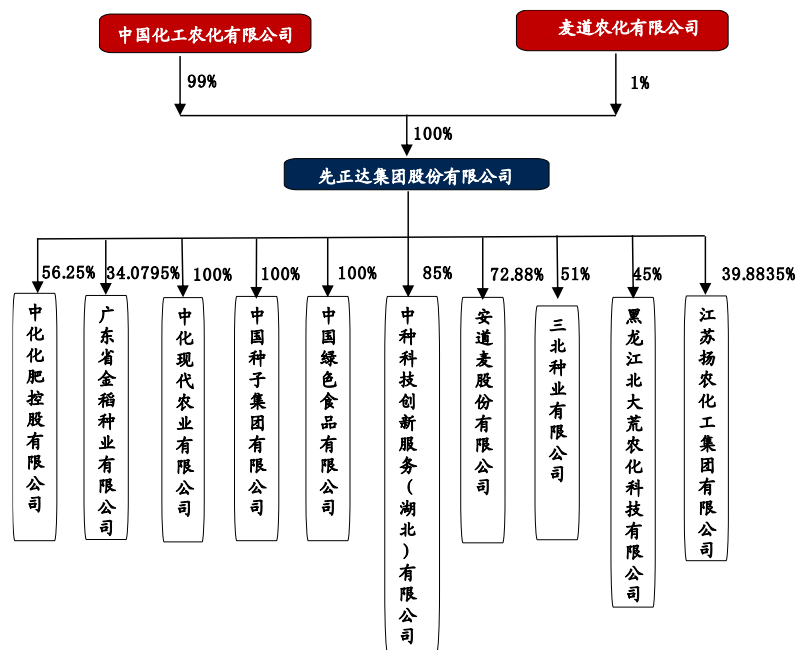 中国化工农化有限公司
麦道农化有限公司
99%
1%
100%
先正达集团股份有限公司
56.25%
34.0795%
100%
100%
100%
85%
72.88%
51%
45%
39.8835%
中化化肥控股有限公司
广东省金稻种业有限公司
中化现代农业有限公司
中国种子集团有限公司
中国绿色食品有限公司
中种科技创新服务(湖北)有限公司
安道麦股份有限公司
三北种业有限公司
黑龙江北大荒农化科技有限公司
江苏扬农化工集团有限公司